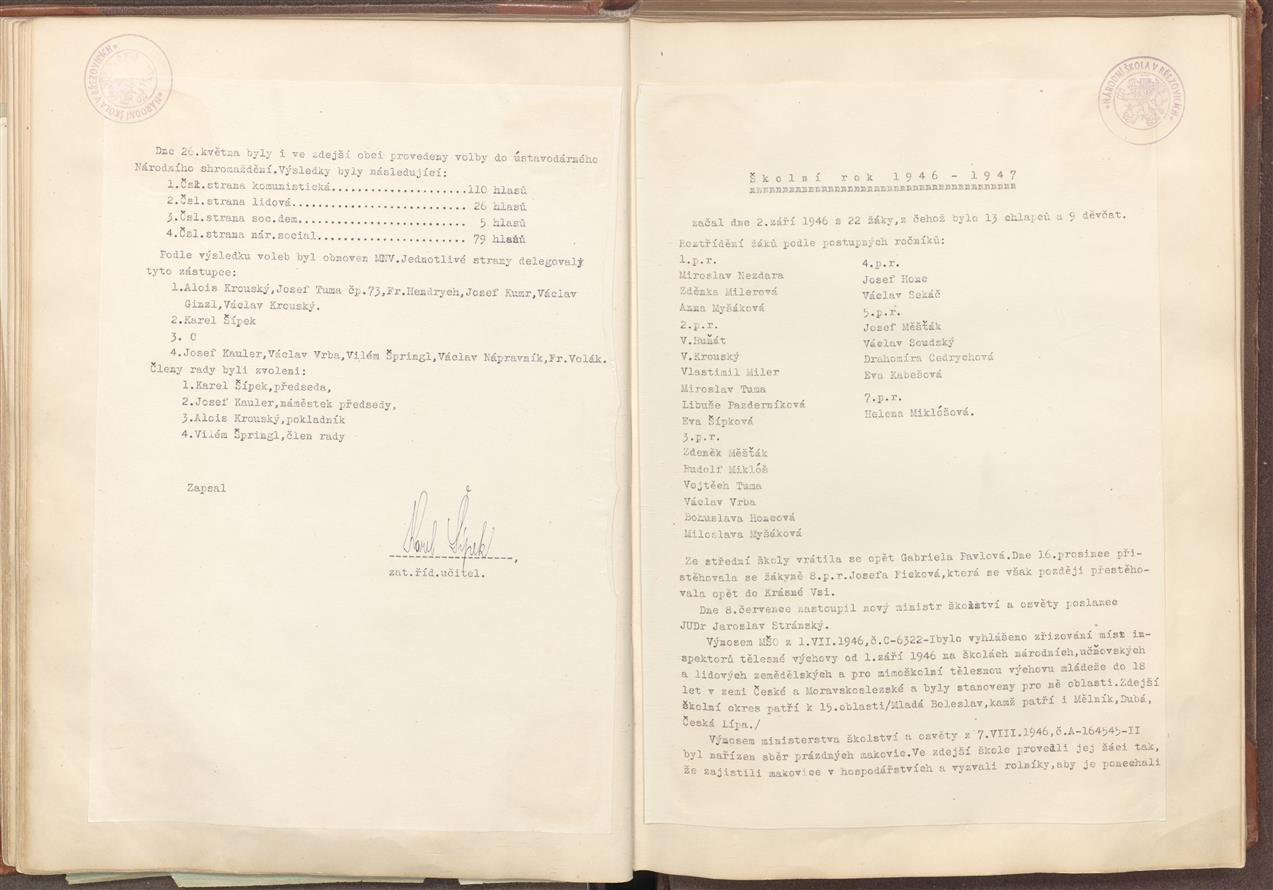 *NÁRODNÍ ŠKOLA V BŘEZOVICÍCH*
Dne 26.května byly i ve zdejší obci provedeny volby do ústavodárného
Národního shromáždění.Výsledky byly následující:
1.Čsl.strana komunistická.....................110 hlasů
2.Čsl.strana lidová........................... 26 hlasů
3.Čsl.strana soc.dem.......................... 5 hlasů
4.Čsl.strana nár.social....................... 79 hlasů
Podle výsledku voleb byl obnoven MNV.Jednotlivé strany delegovaly
tyto zástupce:
1.Alois Krouský,Josef Tuma čp.73,Fr.Hendrych,Josef Kumr,Václav
Ginzl,Václav Krouský.
2.Karel Šípek
3. 0
4.Josef Kauler,Václav Vrba,Vilém Špringl,Václav Nápravník,Fr.Volák.
Členy rady byli zvoleni:
1.Karel Šípek,předseda,
2.Josef Kauler,náměstek předsedy,
3.Alois Krouský,pokladník
4.Vilém Špringl,člen rady
Zapsal
Karel Šípek
zat.říd.učitel.
*NÁRODNÍ ŠKOLA V BŘEZOVICÍCH*
Školní rok 1946 - 1947
začal dne 2.září 1946 s 22 žáky,z čehož bylo 13 chlapců a 9 děvčat.
Roztřídění žáků podle postupných ročníků:
1.p.r.
Miroslav Nezdara
Zděnka Milerová
Anna Myšáková
2.p.r.
V.Huňát
V.Krouský
Vlastimil Miler
Miroslav Tuma
Libuše Pazderníková
Eva Šípková
3.p.r.
Zdeněk Měšťák
Rudolf Miklóš
Vojtěch Tuma
Václav Vrba
Bohuslava Honcová
Miloslava Myšáková
4.p.r.
Josef Honc
Václav Sekáč
5.p.r.
Josef Měšťák
Václav Soudský
Drahomíra Cedrychová
Eva Kabešová
7.p.r.
Helena Miklóšová.
Ze střední školy vrátila se opět Gabriela Pavlová.Dne 16.prosince při-
stěhovala se žákyně 8.p.r.Josefa Ficková,která se však později přestěho-
vala opět do Krásné Vsi.
Dne 8.července nastoupil nový ministr školství a osvěty poslanec
JUDr Jaroslav Stránský.
Výnosem MŠO z 1.VII.1946,č.C-6322-Ibylo vyhlášeno zřizování míst in-
spektorů tělesné výchovy od 1.září 1946 na školách národních,učňovských
a lidových zemědělských a pro mimoškolní tělesnou výchovu mládeže do 18
let v zemi České a Moravskoslezské a byly stanoveny pro ně oblasti.Zdejší
školní okres patří k 15.oblasti/Mladá Boleslav,kamž patří i Mělník,Dubá,
Česká Lípa./
Výnosem ministerstva školství a osvěty z 7.VIII.1946,č.A-164545-II
byl nařízen sběr prázdných makovic.Ve zdejší škole provedli jej žáci tak,
že zajistili makovice v hospodářstvích a vyzvali rolníky,aby je ponechali